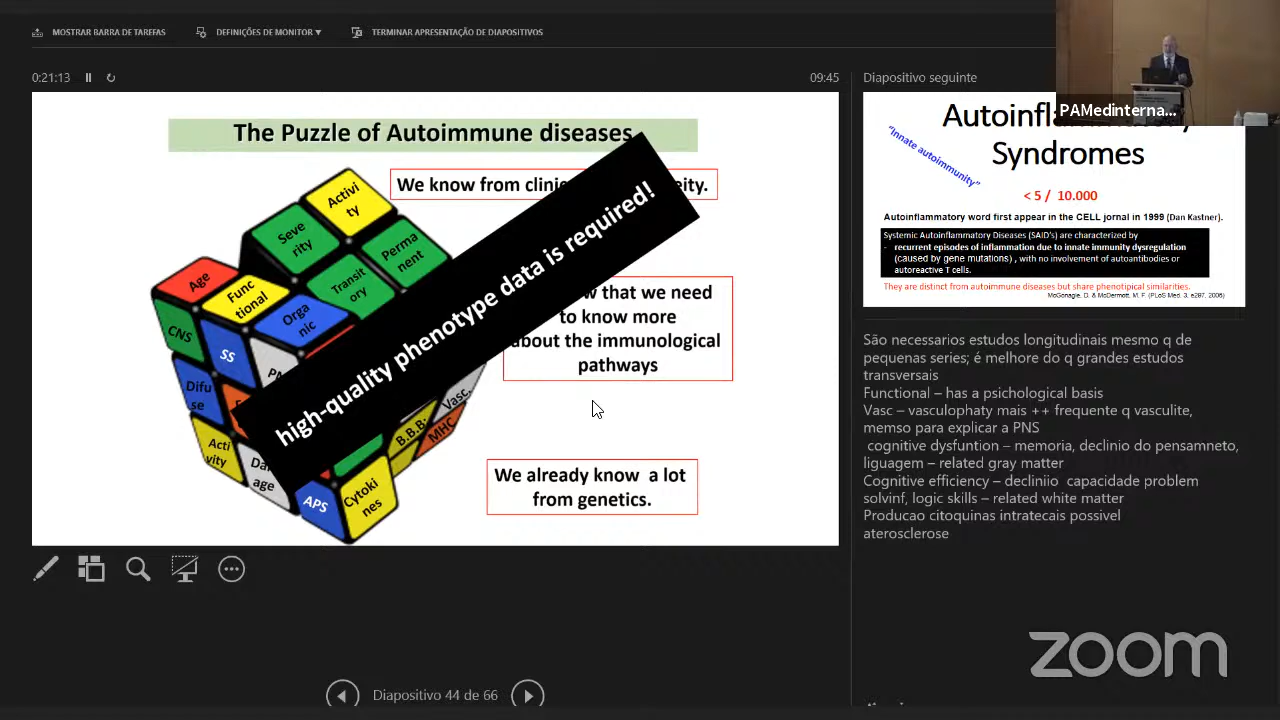 MOSTRAR BARRA DE TAREFAS
DEFINIÇÕES DE MONITOR ▼
TERMINAR APRESENTAÇÃO DE DIAPOSITIVOS
0:21:13
09:45
The Puzzle of Autoimmune diseases
We know from clinic
eity.
high-quality phenotype data is required!
w that we need
to know more
about the immunological
pathways
We already know a lot
from genetics.
Activi
ty
Seve
rity
Perma
nent
Transit
ory
Age
Func
tional
Orga
nic
CNS
SS
Difu
se
Acti
vity
Da
age
APS
Cytoki
nes
B.B.B.
MHC
Vasc.
Diapositivo 44 de 66
Diapositivo seguinte
PAMedinterna...
Autoinfl
Syndromes
"Innate autoimmunity"
< 5 / 10.000
Autoinflammatory word first appear in the CELL jornal in 1999 (Dan Kastner).
Systemic Autoinflammatory Diseases (SAID's) are characterized by
- recurrent episodes of inflammation due to innate immunity dysregulation
(caused by gene mutations) , with no involvement of autoantibodies or
autoreactive T cells.
They are distinct from autoimmune diseases but share phenotipical similarities.
McGonagle, D. & McDermott, M. F. (PLoS Med. 3, e297, 2006)
São necessarios estudos longitudinais mesmo q de
pequenas series; é melhore do q grandes estudos
transversais
Functional – has a psichological basis
Vasc – vasculophaty mais ++ frequente q vasculite,
memso para explicar a PNS
cognitive dysfuntion – memoria, declinio do pensamneto,
liguagem – related gray matter
Cognitive efficiency – decliniio capacidade problem
solvinf, logic skills – related white matter
Producao citoquinas intratecais possivel
aterosclerose
zoom